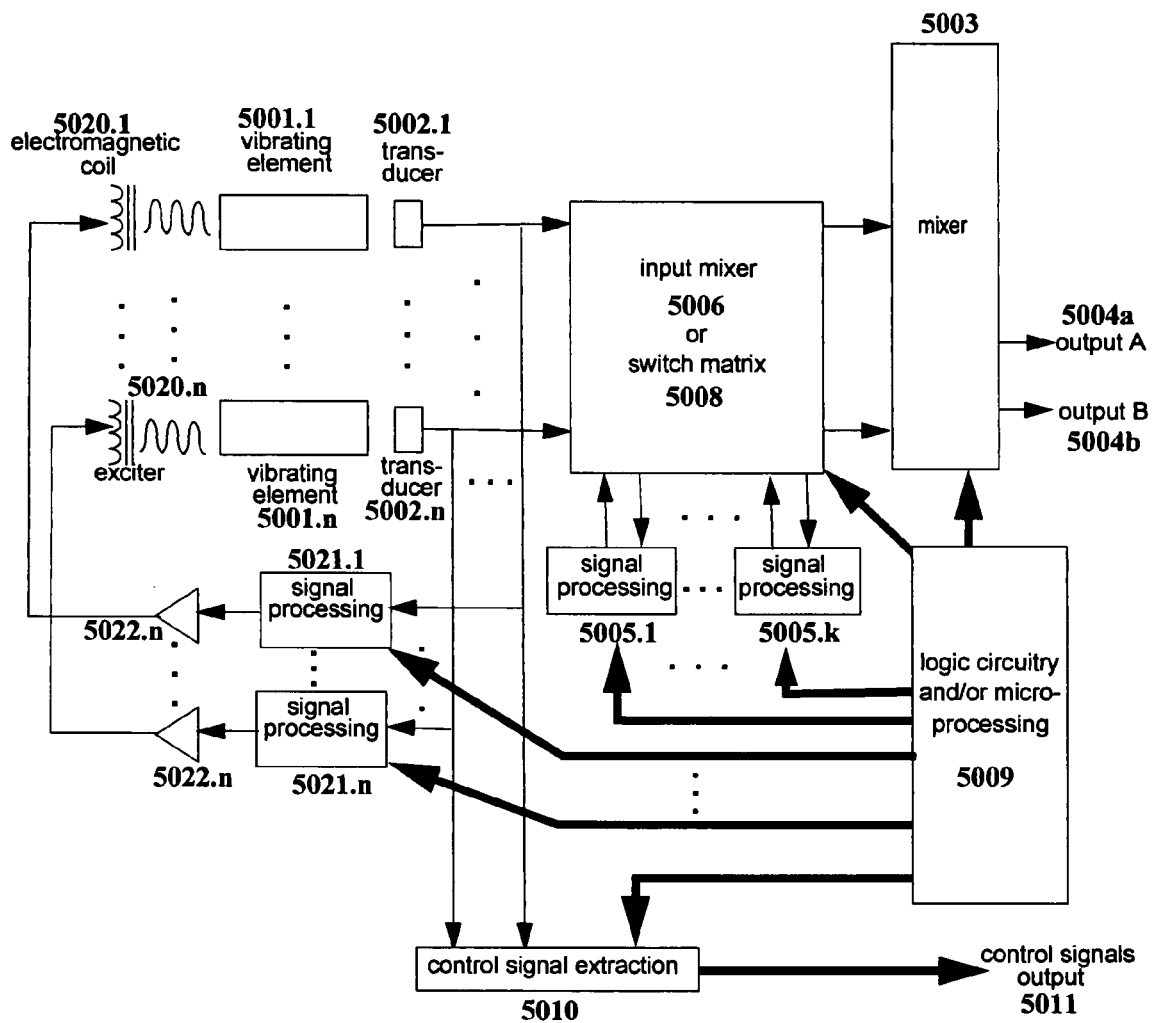 5003
5020.1
electromagnetic
coil
5001.1
vibrating
element
5002.1
trans-
ducer
input mixer
5006
or
switch matrix
5008
mixer
5004a
output A
output B
5004b
5020.n
exciter
vibrating
element
5001.n
trans-
ducer
5002.n
5021.1
signal
processing
5022.n
signal
processing
5022.n
5021.n
signal
processing
5005.1
signal
processing
5005.k
logic circuitry
and/or micro-
processing
5009
control signal extraction
5010
control signals
output
5011